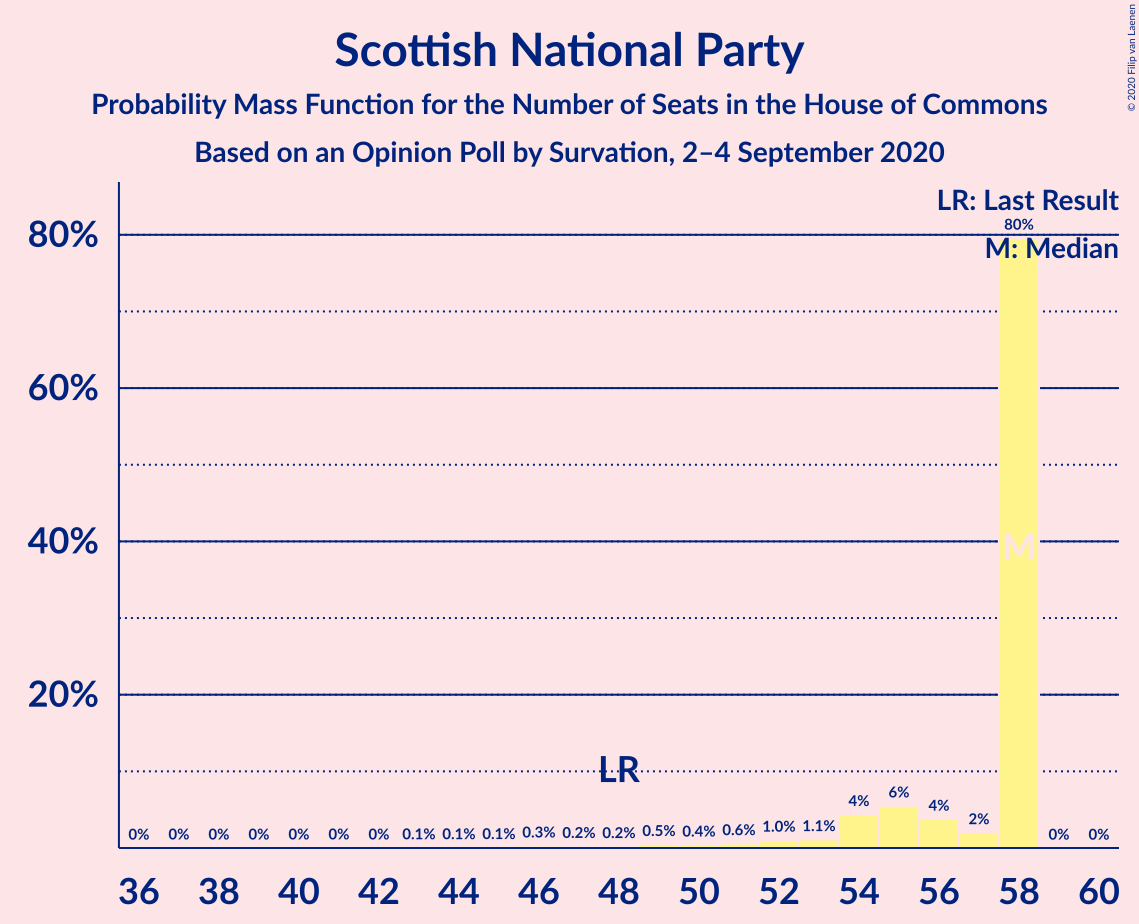 Scottish National Party
Probability Mass Function for the Number of Seats in the House of Commons
Based on an Opinion Poll by Survation, 2–4 September 2020
© 2020 Filip van Laenen
LR: Last Result
80%
M: Median
80%
60%
40%
20%
M
LR
0% 0% 0% 0% 0% 0% 0% 0.1% 0.1% 0.1% 0.3% 0.2% 0.2% 0.5% 0.4% 0.6% 1.0% 1.1% 4% 6% 4% 2% 0% 0%
36 38 40 42 44 46 48 50 52 54 56 58 60